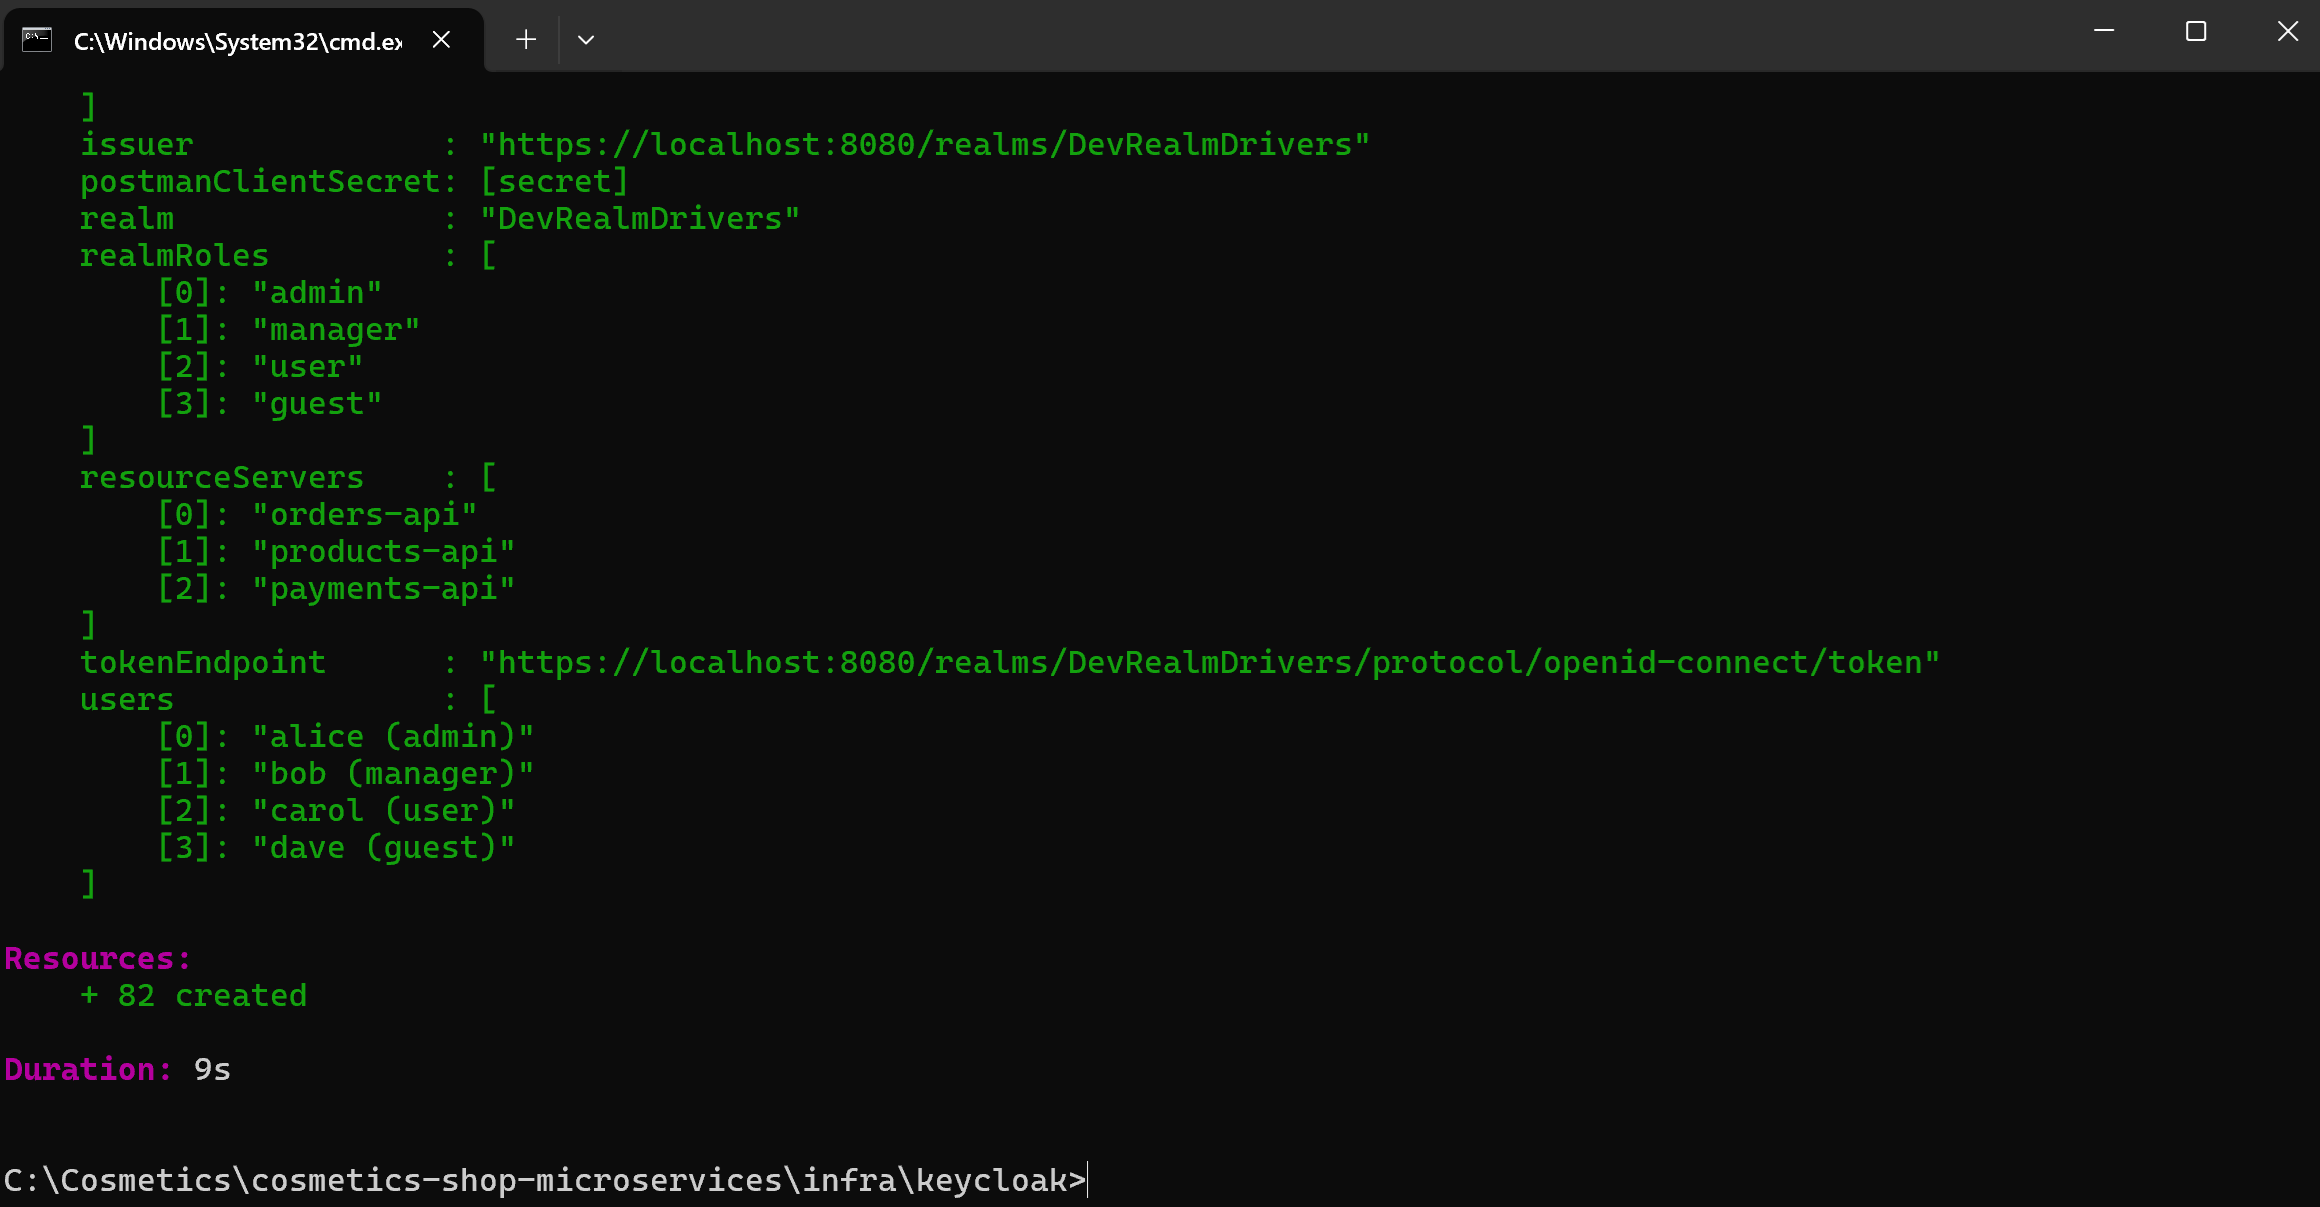 C:\Windows\System32\cmd.ex
]
issuer : "https://localhost:8080/realms/DevRealmDrivers"
postmanClientSecret: [secret]
realm : "DevRealmDrivers"
realmRoles : [
[0]: "admin"
[1]: "manager"
[2]: "user"
[3]: "guest"
]
resourceServers : [
[0]: "orders-api"
[1]: "products-api"
[2]: "payments-api"
]
tokenEndpoint : "https://localhost:8080/realms/DevRealmDrivers/protocol/openid-connect/token"
users : [
[0]: "alice (admin)"
[1]: "bob (manager)"
[2]: "carol (user)"
[3]: "dave (guest)"
]
Resources:
+ 82 created
Duration: 9s
C:\Cosmetics\cosmetics-shop-microservices\infra\keycloak>